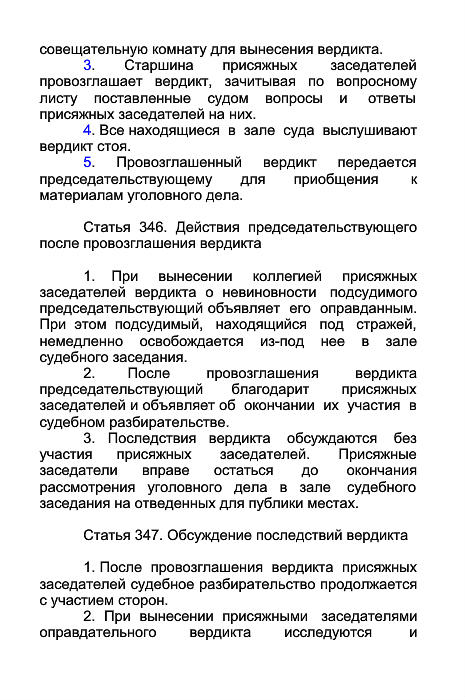 совещательную комнату для вынесения вердикта.
3. Старшина присяжных заседателей
провозглашает вердикт, зачитывая по вопросному
листу поставленные судом вопросы и ответы
присяжных заседателей на них.
4. Все находящиеся в зале суда выслушивают
вердикт стоя.
5. Провозглашенный вердикт передается
председательствующему для приобщения к
материалам уголовного дела.
Статья 346. Действия председательствующего
после провозглашения вердикта
1. При вынесении коллегией присяжных
заседателей вердикта о невиновности подсудимого
председательствующий объявляет его оправданным.
При этом подсудимый, находящийся под стражей,
немедленно освобождается из-под нее в зале
судебного заседания.
2. После провозглашения вердикта
председательствующий благодарит присяжных
заседателей и объявляет об окончании их участия в
судебном разбирательстве.
3. Последствия вердикта обсуждаются без
участия присяжных заседателей. Присяжные
заседатели вправе остаться до окончания
рассмотрения уголовного дела в зале судебного
заседания на отведенных для публики местах.
Статья 347. Обсуждение последствий вердикта
1. После провозглашения вердикта присяжных
заседателей судебное разбирательство продолжается
с участием сторон.
2. При вынесении присяжными заседателями
оправдательного вердикта исследуются и